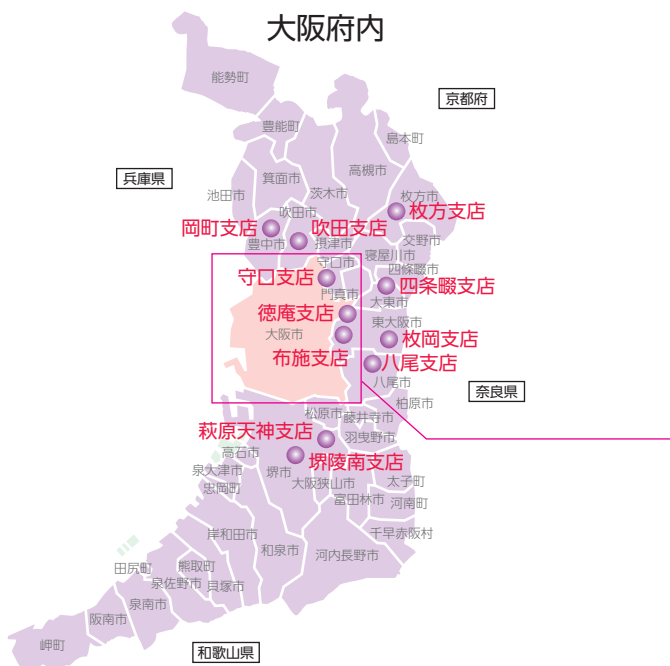 大阪府内
能勢町
京都府
豊能町
島本町
高槻市
兵庫県
箕面市
茨木市
池田市
枚方市
吹田市
枚方支店
岡町支店
吹田支店
豊中市
摂津市
交野市
寝屋川市
守口市
四條畷市
守口支店
四条畷支店
門真市
大東市
徳庵支店
東大阪市
大阪市
枚岡支店
布施支店
八尾支店
八尾市
奈良県
柏原市
松原市
藤井寺市
萩原天神支店
羽曳野市
高石市
堺陵南支店
泉大津市
堺市
大阪狭山市
太子町
忠岡町
富田林市
河南町
千早赤阪村
岸和田市
和泉市
河内長野市
田尻町
熊取町
泉佐野市
貝塚市
泉南市
阪南市
岬町
和歌山県